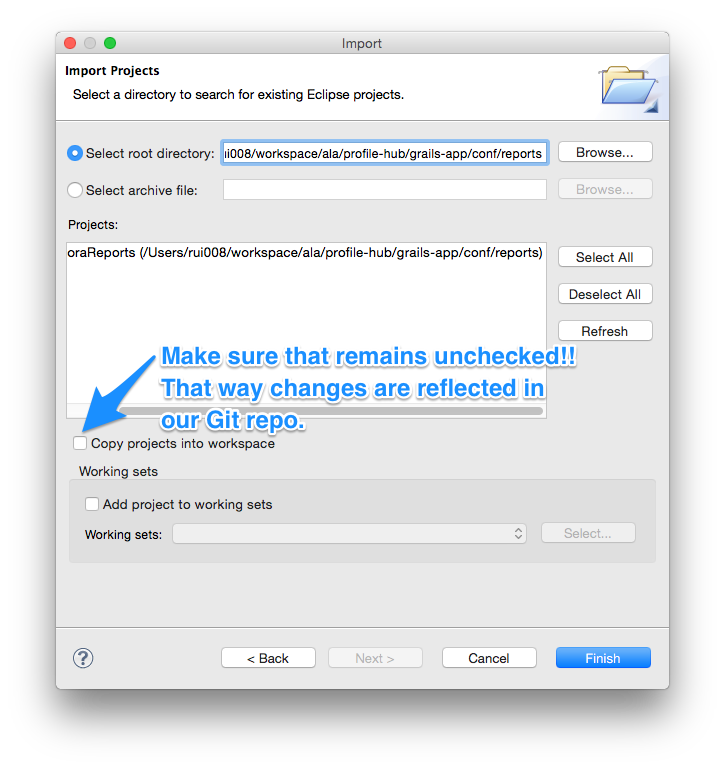 Import
Import Projects
Select a directory to search for existing Eclipse projects.
Select root directory:
ui008/workspace/ala/profile-hub/grails-app/conf/reports
Browse...
Select archive file:
Browse...
Projects:
oraReports (/Users/rui008/workspace/ala/profile-hub/grails-app/conf/reports)
Select All
Deselect All
Refresh
Make sure that remains unchecked!!
That way changes are reflected in
our Git repo.
Copy projects into workspace
Working sets
Add project to working sets
Working sets:
Select...
?
< Back
Next >
Cancel
Finish